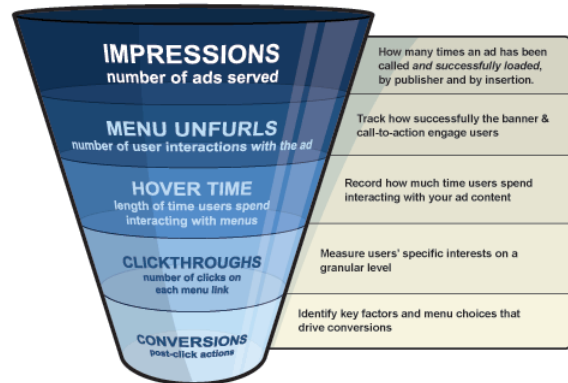 IMPRESSIONS
number of ads served
How many times an ad has been
called and successfully loaded,
by publisher and by insertion.
MENU UNFURLS
number of user interactions with the ad
Track how successfully the banner &
call-to-action engage users
HOVER TIME
length of time users spend
interacting with menus
Record how much time users spend
interacting with your ad content
CLICKTHROUGHS
number of clicks on
each menu link
Measure users' specific interests on a
granular level
CONVERSIONS
post-click actions
Identify key factors and menu choices that
drive conversions